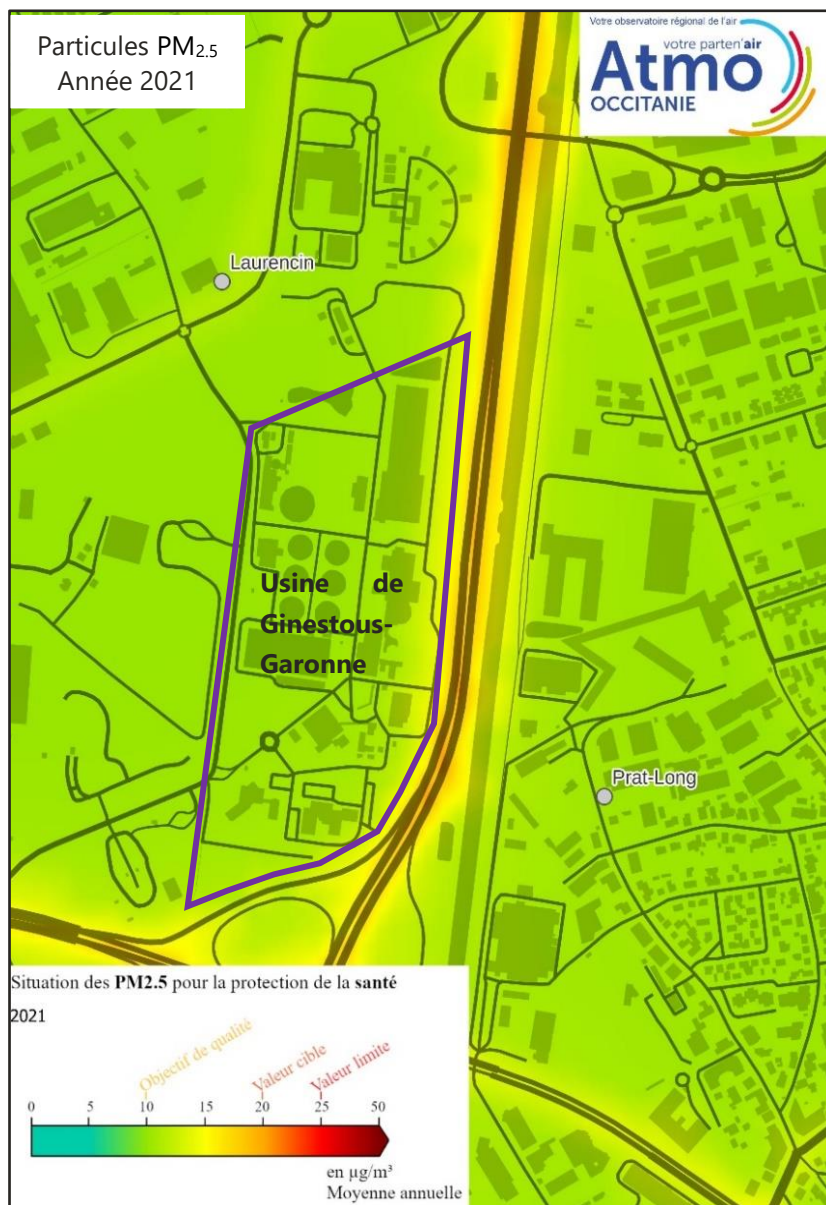 Particules PM2.5
Année 2021
Votre observatoire régional de l'air
votre parten'air
Atmo
OCCITANIE
Laurencin
Usine de
Ginestous-
Garonne
Prat-Long
Situation des PM2.5 pour la protection de la santé
2021
Objectif de qualité
Valeur cible
Valeur limite
0 5 10 15 20 25 50
en µg/m³
Moyenne annuelle